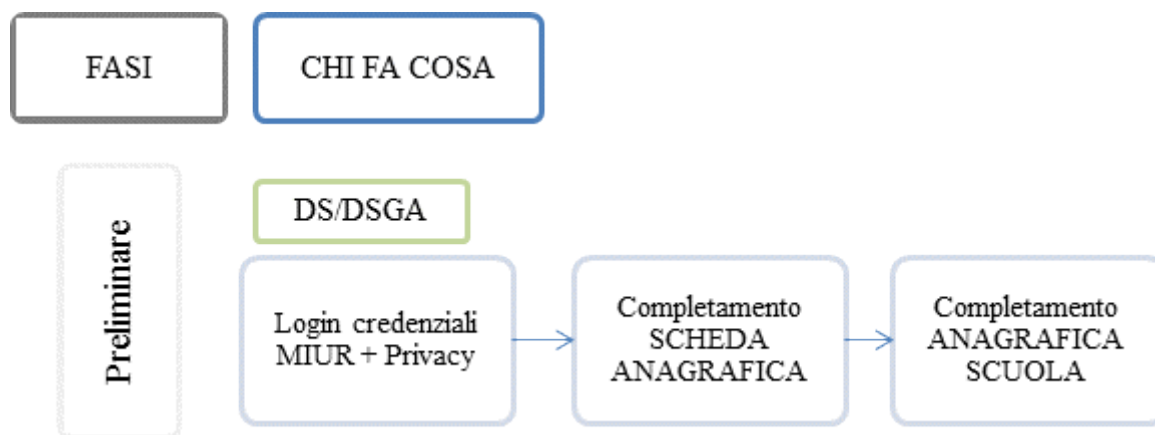 FASI
CHI FA COSA
Preliminare
DS/DSGA
Login credenziali
MIUR + Privacy
Completamento
SCHEDA
ANAGRAFICA
Completamento
ANAGRAFICA
SCUOLA